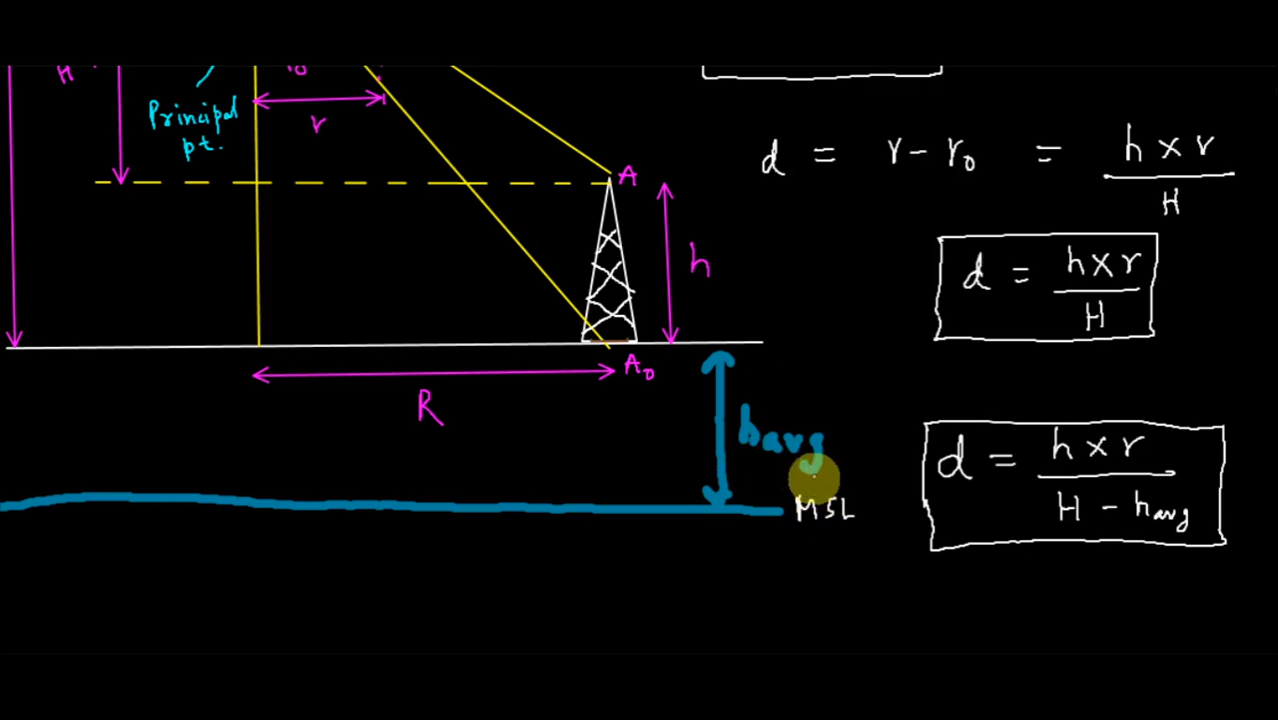 Principal
pt.
r
A
h
A₀
R
havg
MSL
d = r - r₀ = h × r / H
d = h × r / H
d = h × r / H - havg